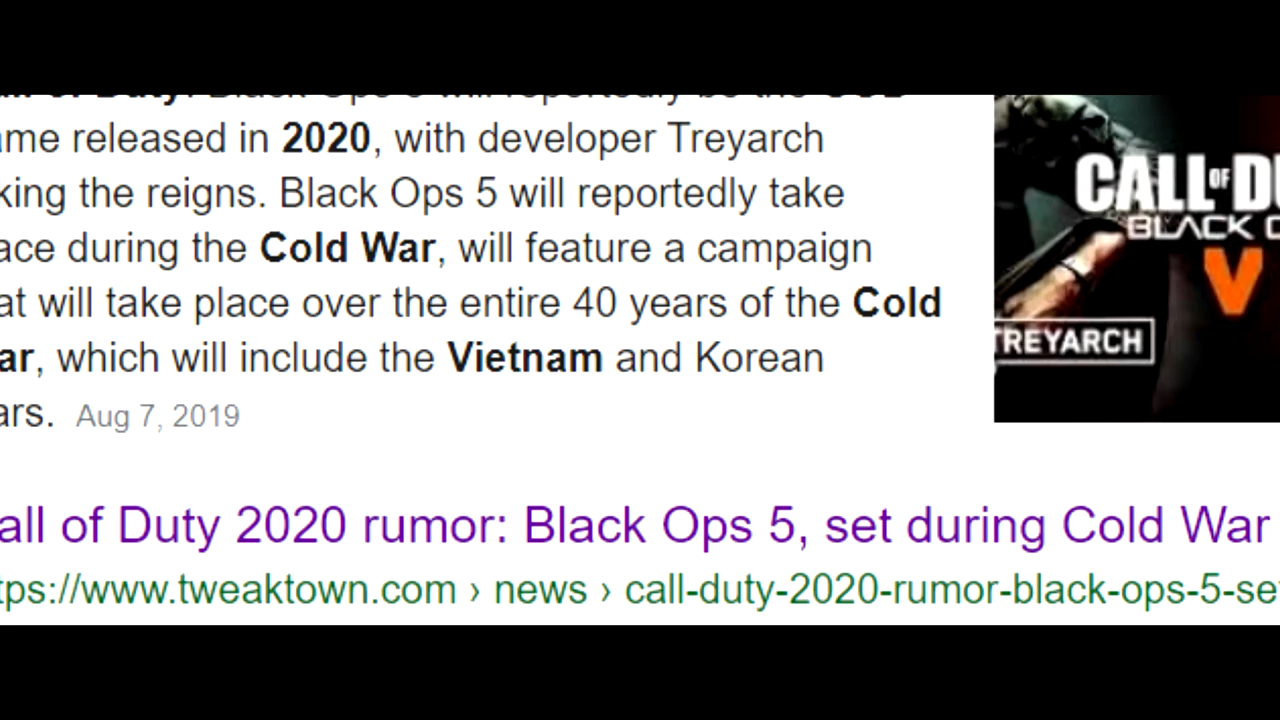 ame released in 2020, with developer Treyarch
king the reigns. Black Ops 5 will reportedly take
ace during the Cold War, will feature a campaign
at will take place over the entire 40 years of the Cold
ar, which will include the Vietnam and Korean
ars. Aug 7, 2019
CALL OF DU
BLACK O
V
TREYARCH
all of Duty 2020 rumor: Black Ops 5, set during Cold War
tps://www.tweaktown.com › news › call-duty-2020-rumor-black-ops-5-set